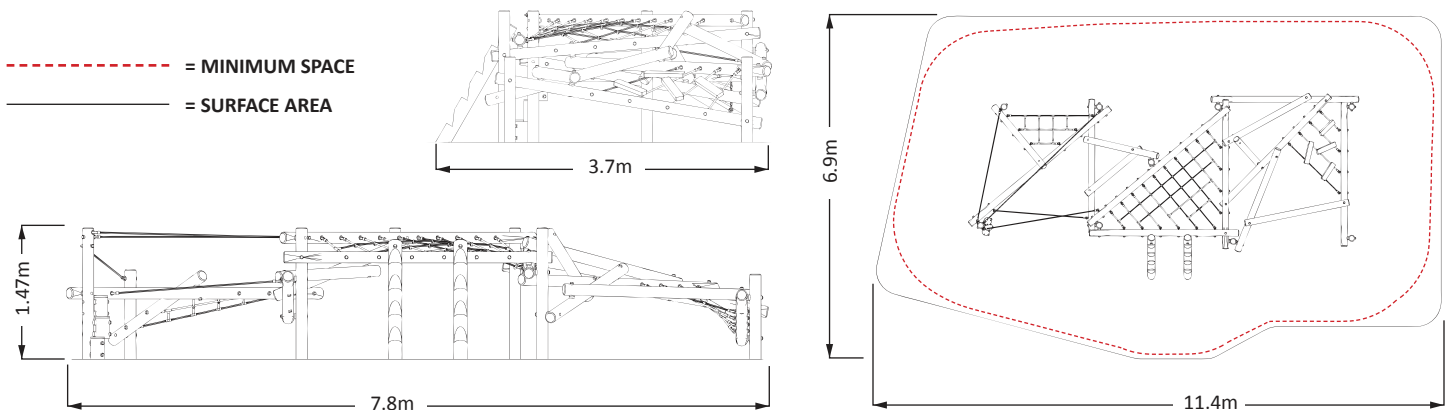 = MINIMUM SPACE
= SURFACE AREA
3.7m
1.47m
7.8m
6.9m
11.4m